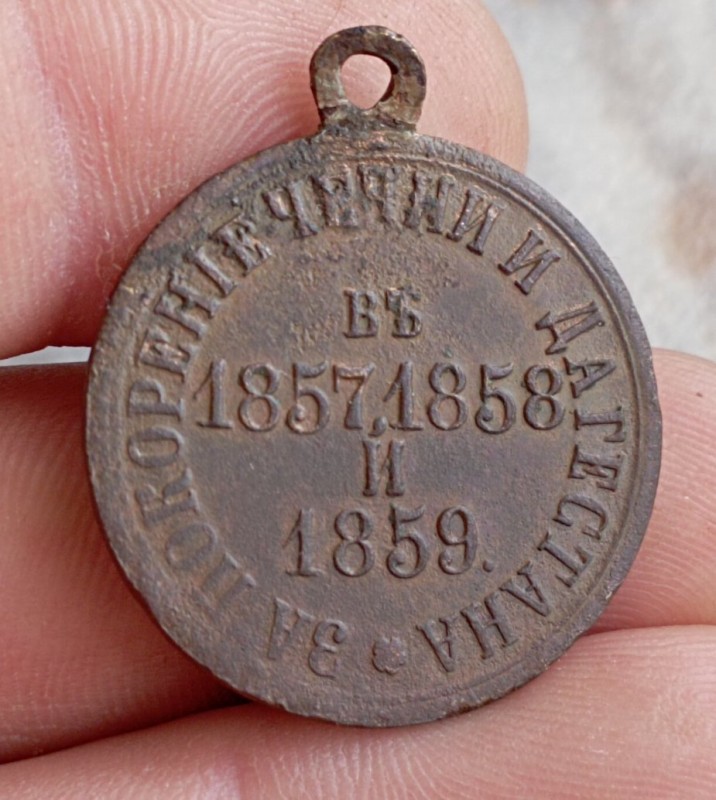 ЗА ПОКОРЕНІЕ ЧЕЧНИ И ДАГЕСТАНА
ВЪ
1857, 1858
И
1859.